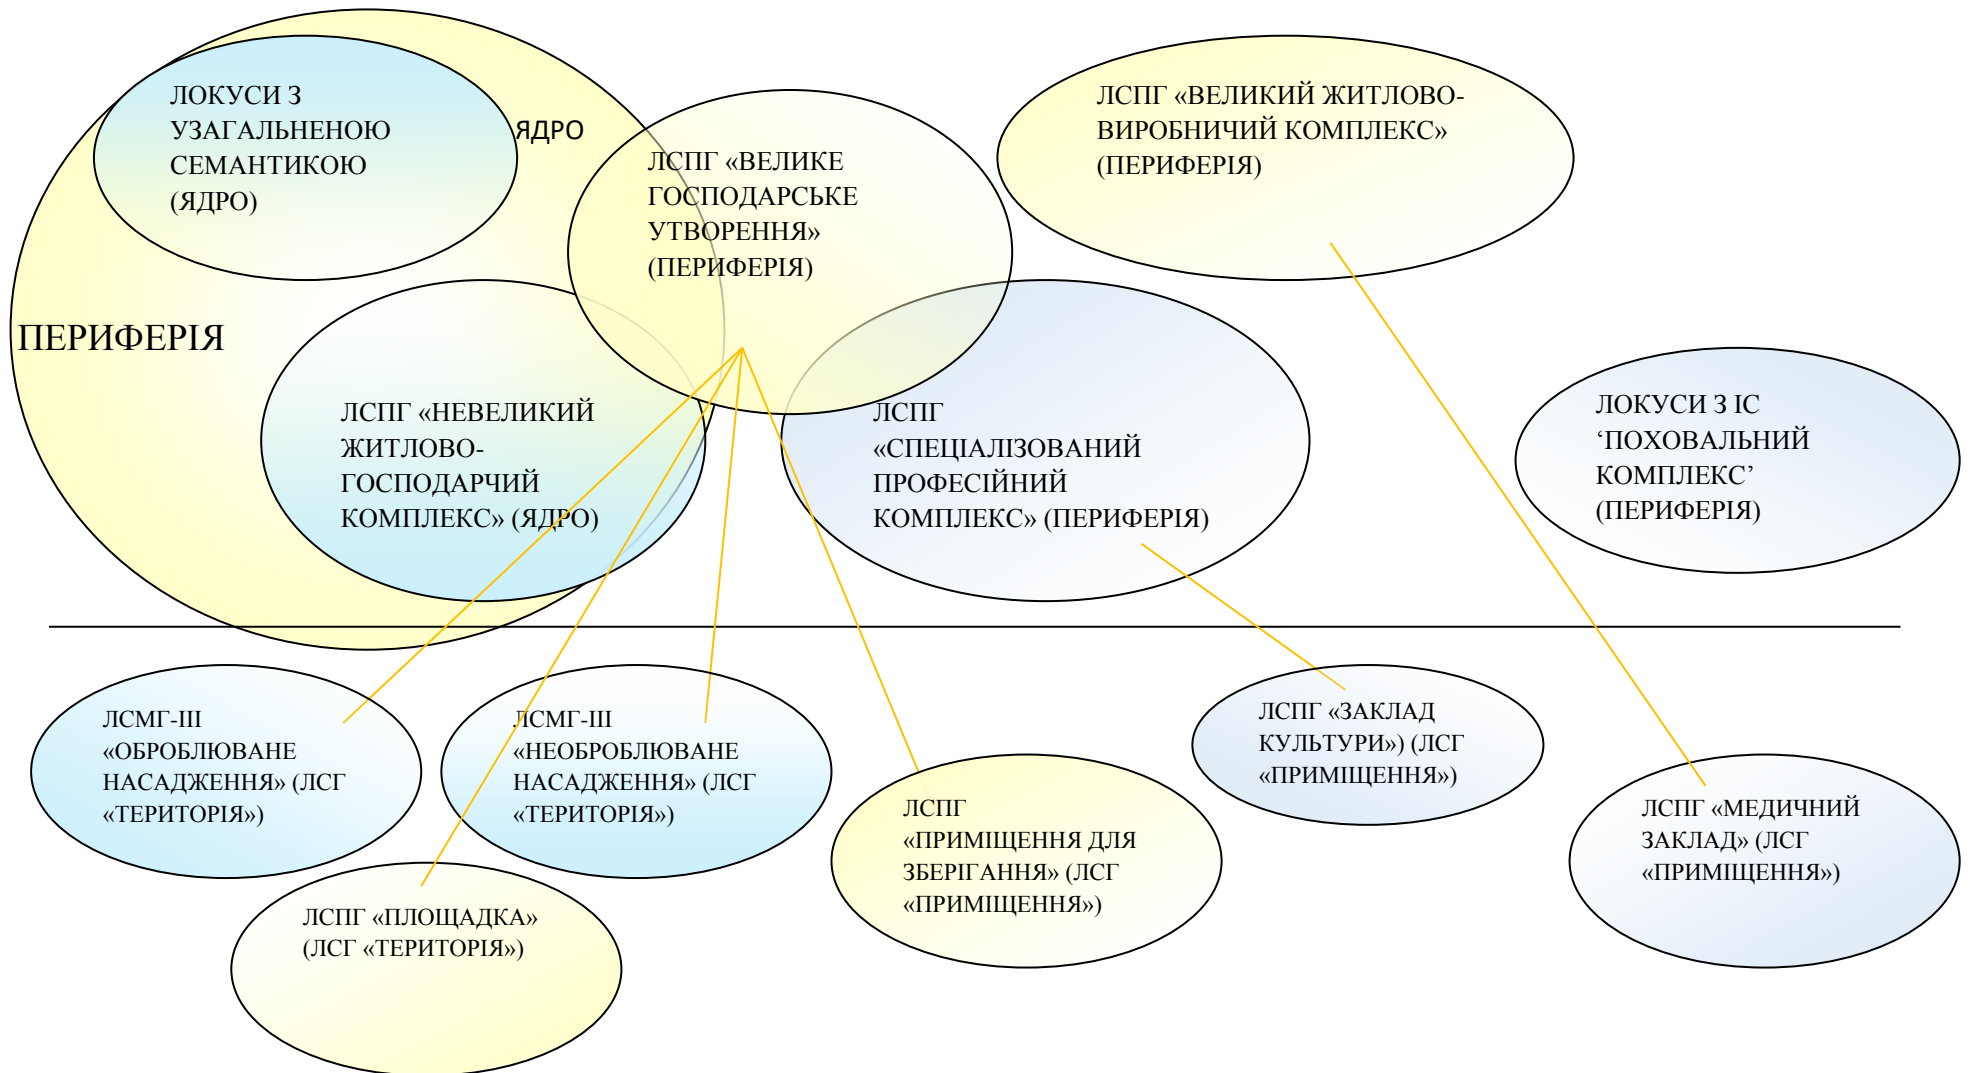 ЛОКУСИ З
УЗАГАЛЬНЕНОЮ
СЕМАНТИКОЮ
(ЯДРО)
ЯДРО
ЛСПГ «ВЕЛИКЕ
ГОСПОДАРСЬКЕ
УТВОРЕННЯ»
(ПЕРИФЕРІЯ)
ЛСПГ «ВЕЛИКИЙ ЖИТЛОВО-
ВИРОБНИЧИЙ КОМПЛЕКС»
(ПЕРИФЕРІЯ)
ПЕРИФЕРІЯ
ЛСПГ «НЕВЕЛИКИЙ
ЖИТЛОВО-
ГОСПОДАРЧИЙ
КОМПЛЕКС» (ЯДРО)
ЛСПГ
«СПЕЦІАЛІЗОВАНИЙ
ПРОФЕСІЙНИЙ
КОМПЛЕКС» (ПЕРИФЕРІЯ)
ЛОКУСИ З ІС
‘ПОХОВАЛЬНИЙ
КОМПЛЕКС’
(ПЕРИФЕРІЯ)
ЛСМГ-ІІІ
«ОБРОБЛЮВАНЕ
НАСАДЖЕННЯ» (ЛСГ
«ТЕРИТОРІЯ»)
ЛСМГ-ІІІ
«НЕОБРОБЛЮВАНЕ
НАСАДЖЕННЯ» (ЛСГ
«ТЕРИТОРІЯ»)
ЛСПГ «ПЛОЩАДКА»
(ЛСГ «ТЕРИТОРІЯ»)
ЛСПГ
«ПРИМІЩЕННЯ ДЛЯ
ЗБЕРІГАННЯ» (ЛСГ
«ПРИМІЩЕННЯ»)
ЛСПГ «ЗАКЛАД
КУЛЬТУРИ») (ЛСГ
«ПРИМІЩЕННЯ»)
ЛСПГ «МЕДИЧНИЙ
ЗАКЛАД» (ЛСГ
«ПРИМІЩЕННЯ»)